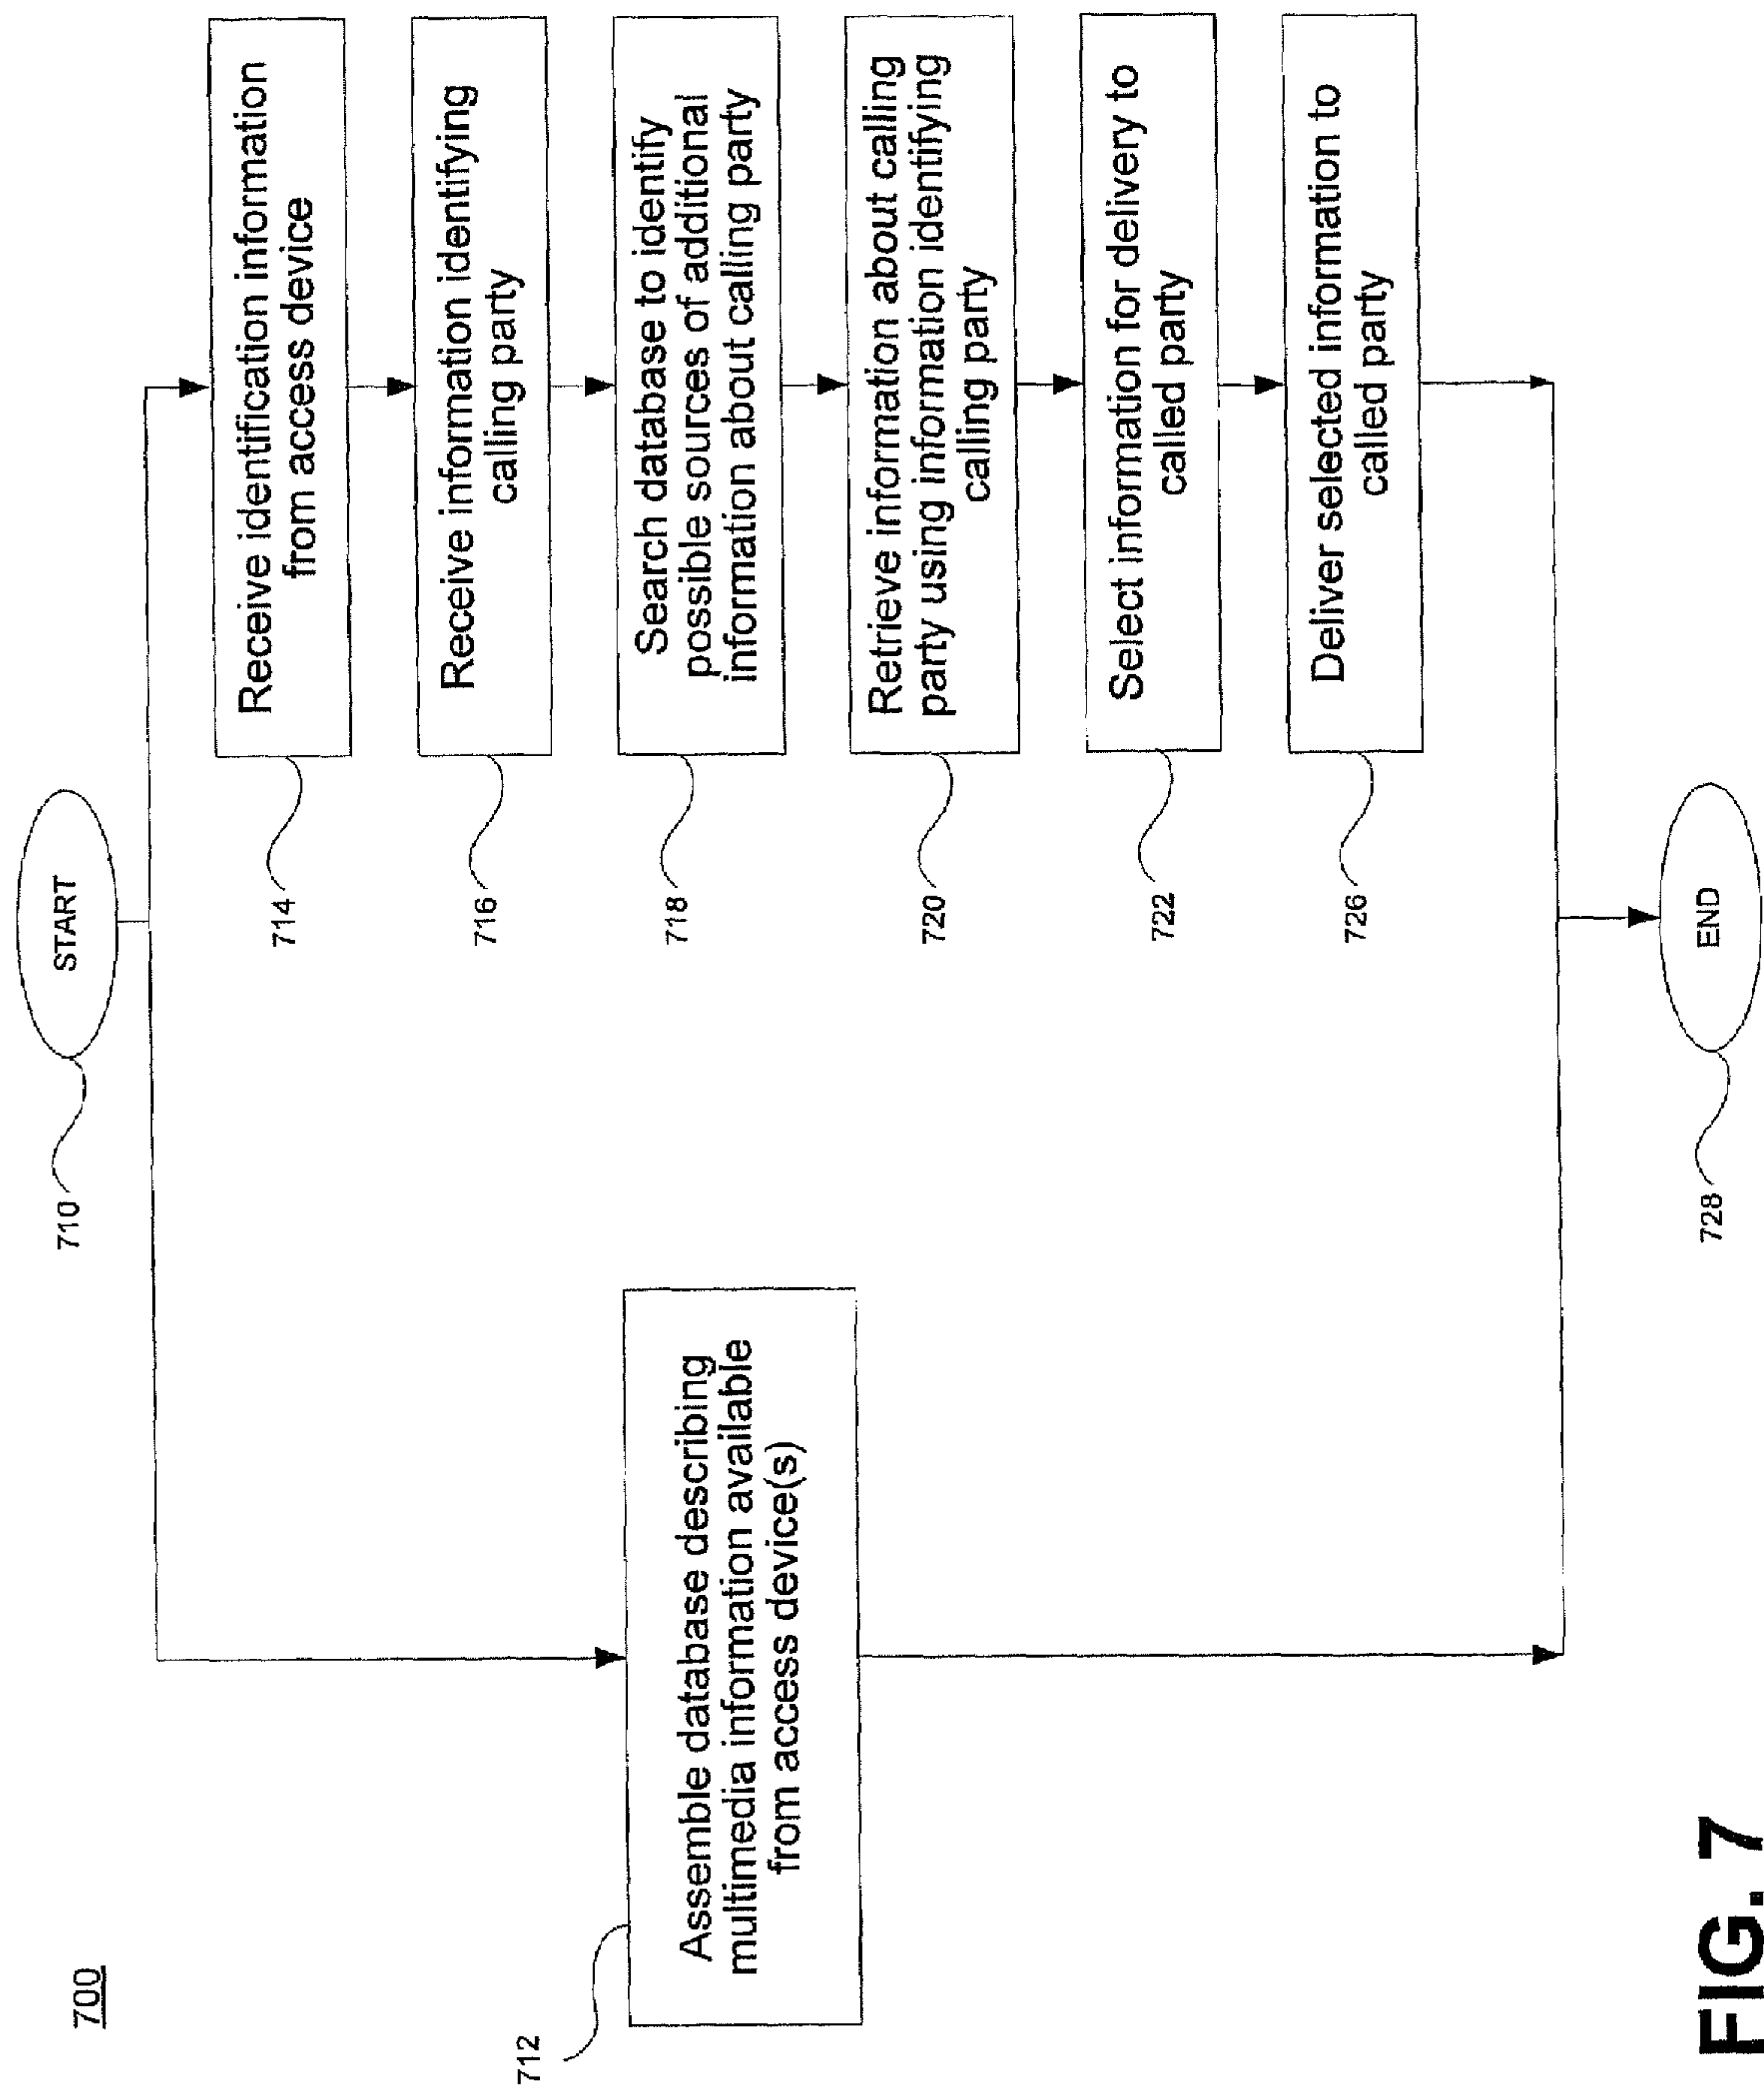 700
710
START
712
Assemble database describing
multimedia information available
from access device(s)
714
Receive identification information
from access device
716
Receive information identifying
calling party
718
Search database to identify
possible sources of additional
information about calling party
720
Retrieve information about calling
party using information identifying
calling party
722
Select information for delivery to
called party
726
Deliver selected information to
called party
728
END
FIG. 7